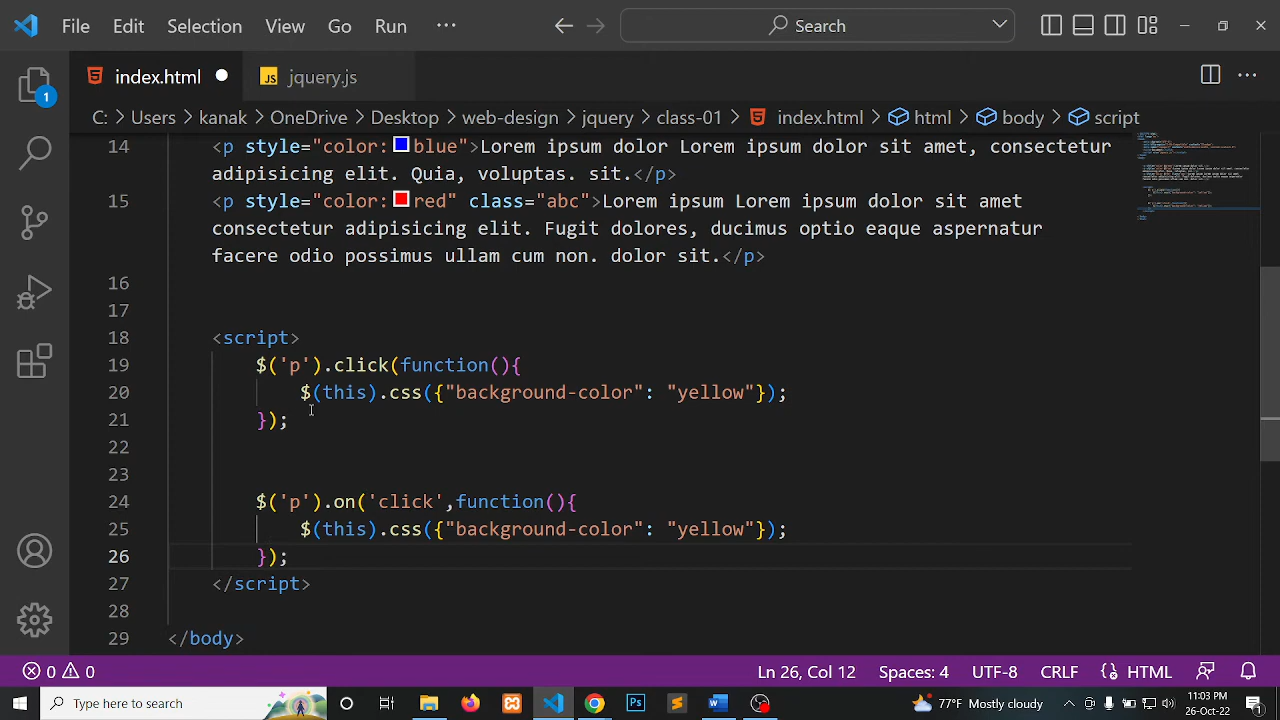 File Edit Selection View Go Run ··· Search
1
index.html JS jquery.js
C: Users kanak OneDrive Desktop web-design jquery class-01 index.html html body script
14 <p style="color:blue">Lorem ipsum dolor Lorem ipsum dolor sit amet, consectetur
adipisicing elit. Quia, voluptas. sit.</p>
15 <p style="color:red" class="abc">Lorem ipsum Lorem ipsum dolor sit amet
consectetur adipisicing elit. Fugit dolores, ducimus optio eaque aspernatur
facere odio possimus ullam cum non. dolor sit.</p>
16
17
18 <script>
19 $('p').click(function(){
20 $(this).css({"background-color": "yellow"});
21 });
22
23
24 $('p').on('click',function(){
25 $(this).css({"background-color": "yellow"});
26 });
27 </script>
28
29 </body>
0 0 Ln 26, Col 12 Spaces: 4 UTF-8 CRLF HTML
Type here to search Ps W 77°F Mostly cloudy 11:03 PM
26-Oct-22 1